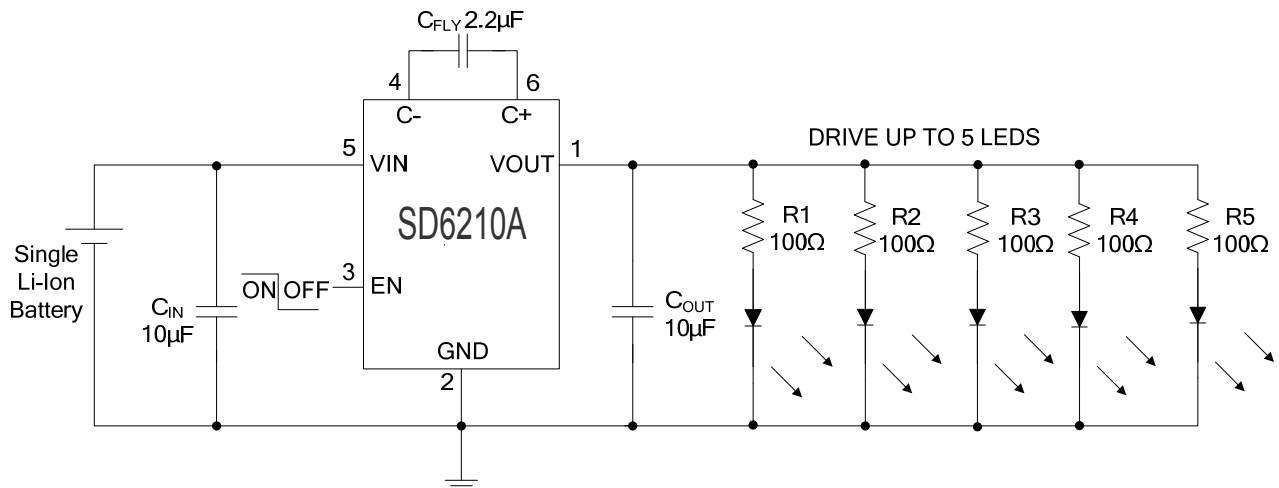 CFLY 2.2µF
4
6
C-
C+
5
VIN
VOUT
1
DRIVE UP TO 5 LEDS
SD6210A
Single
Li-Ion
Battery
CIN
10µF
ON OFF
3
EN
GND
2
COUT
10µF
R1
100Ω
R2
100Ω
R3
100Ω
R4
100Ω
R5
100Ω